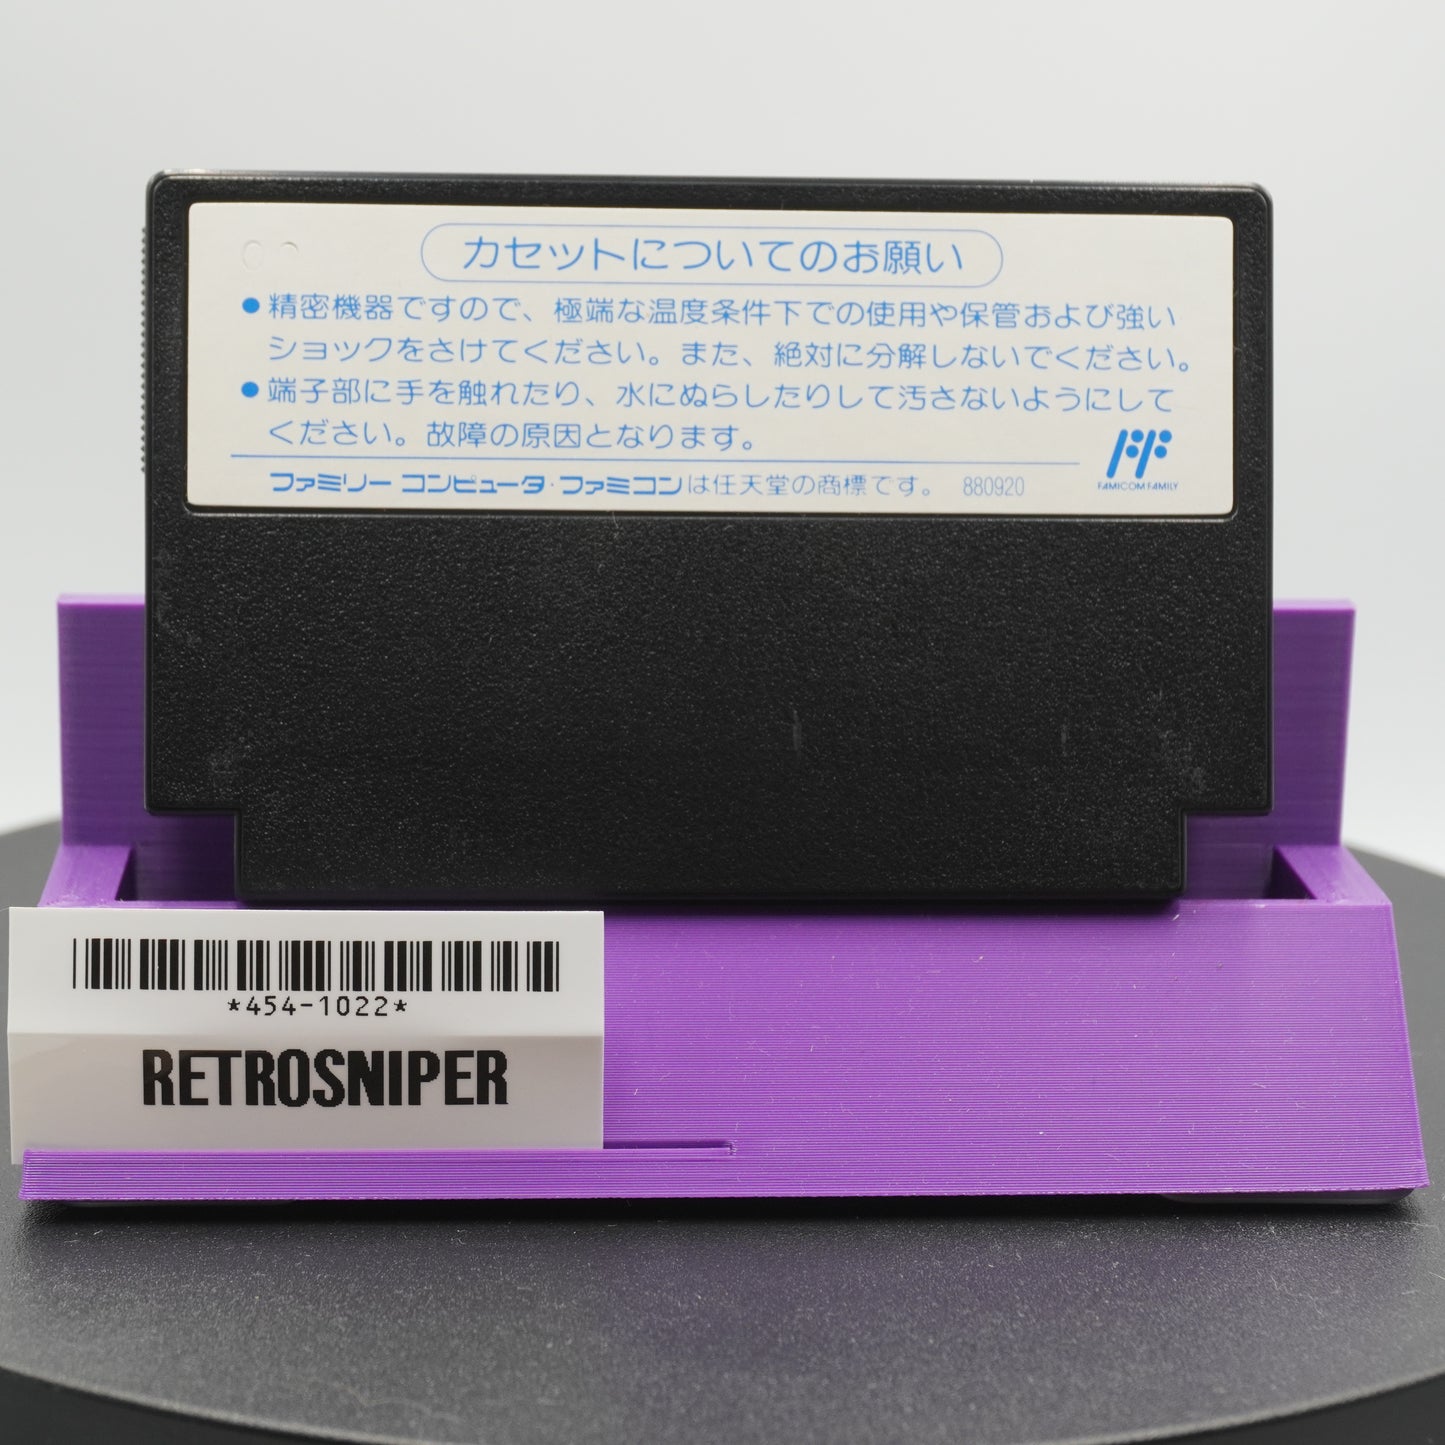 カセットについてのお願い
●精密機器ですので、極端な温度条件下での使用や保管および強い
ショックをさけてください。また、絶対に分解しないでください。
●端子部に手を触れたり、水にぬらしたりして汚さないようにして
ください。故障の原因となります。
ファミリー コンピュータ・ファミコンは任天堂の商標です。 880920
FF
FAMICOM FAMILY
*454-1022*
RETROSNIPER